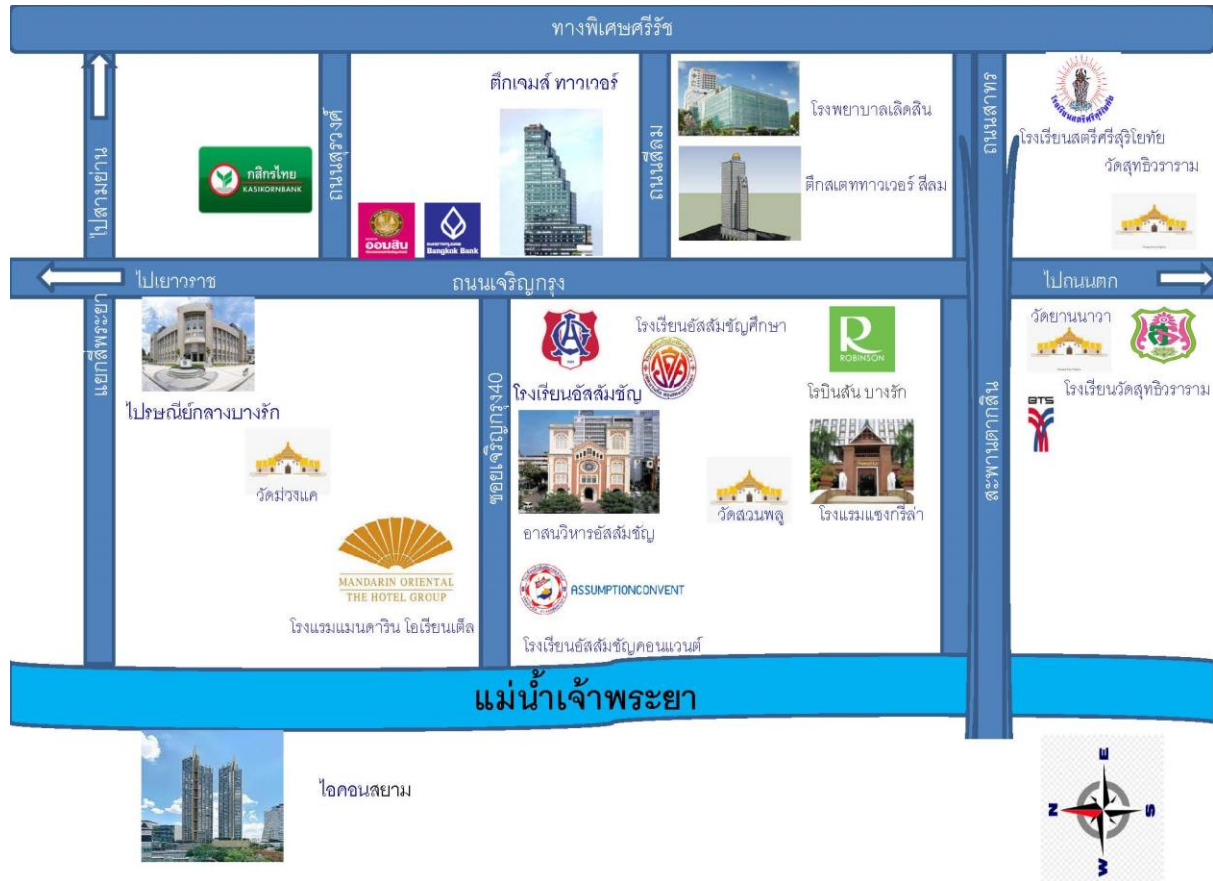 ทางพิเศษศรีรัช
ไปสามย่าน
ถนนสุรวงศ์
ถนนสีลม
ถนนสาทร
ตึกเจมส์ ทาวเวอร์
โรงพยาบาลเลิดสิน
โรงเรียนสตรีศรีสุริโยทัย
โรงเรียนสตรีศรีสุริโยทัย
วัดสุทธิวราราม
กสิกรไทย
KASIKORNBANK
ตึกสเตททาวเวอร์ สีลม
ออมสิน
Bangkok Bank
ไปเยาวราช
ถนนเจริญกรุง
ไปถนนตก
แยกสี่พระยา
ซอยเจริญกรุง40
สะพานตากสิน
โรงเรียนอัสสัมชัญศึกษา
ROBINSON
วัดยานนาวา
ไปรษณีย์กลางบางรัก
โรงเรียนอัสสัมชัญ
โรบินสัน บางรัก
โรงเรียนวัดสุทธิวราราม
BTS
วัดม่วงแค
วัดสวนพลู
โรงแรมแชงกรีล่า
อาสนวิหารอัสสัมชัญ
MANDARIN ORIENTAL
THE HOTEL GROUP
ASSUMPTIONCONVENT
โรงแรมแมนดาริน โอเรียนเต็ล
โรงเรียนอัสสัมชัญคอนแวนต์
แม่น้ำเจ้าพระยา
ไอคอนสยาม
E
N
S
W